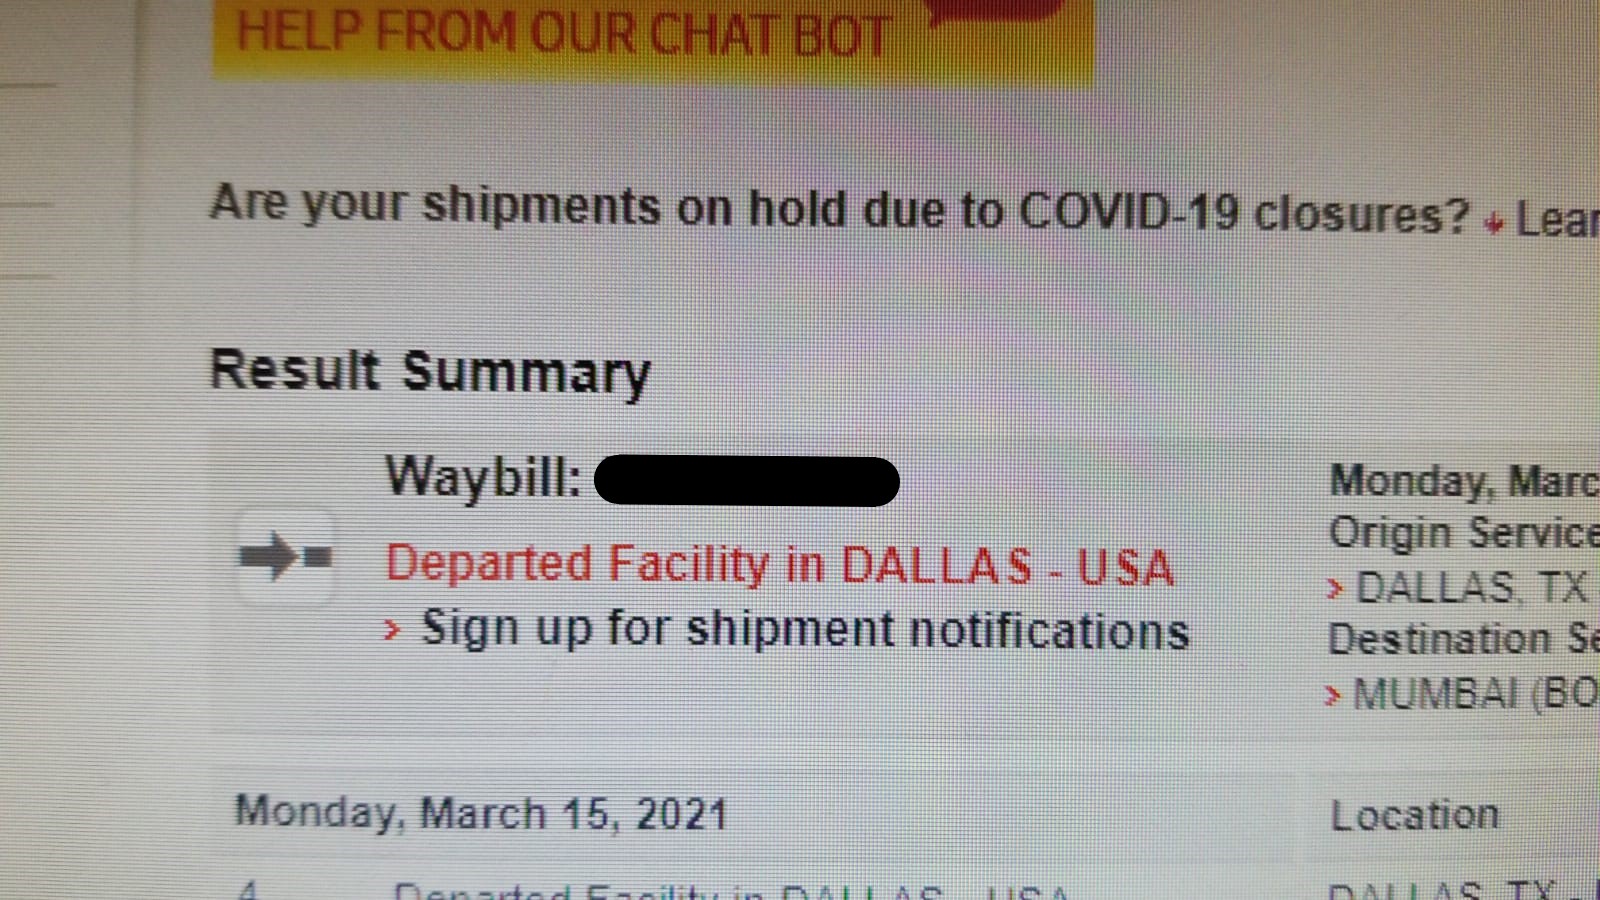 HELP FROM OUR CHAT BOT
Are your shipments on hold due to COVID-19 closures? Lear
Result Summary
Waybill:
Departed Facility in DALLAS - USA
› Sign up for shipment notifications
Monday, Marc
Origin Service
› DALLAS, TX
Destination Se
› MUMBAI (BO
Monday, March 15, 2021
Location
4 Departed Facility in DALLAS - USA
DALLAS, TX -